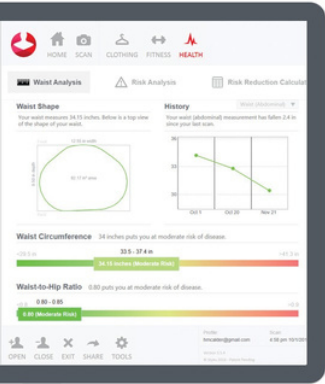 HOME SCAN CLOTHING FITNESS HEALTH
Waist Analysis Risk Analysis Risk Reduction Calculat
Waist Shape
Your waist measures 34.15 inches. Below is a top view
of the shape of your waist.
History
Waist (Abdominal)
Your waist (abdominal) measurement has fallen 2.4 in
since your last scan.
36
33
30
Oct 1 Oct 20 Nov 21
Waist Circumference 34 inches puts you at moderate risk of disease.
33.5 - 37.4 in
34.15 inches (Moderate Risk)
Waist-to-Hip Ratio 0.80 puts you at moderate risk of disease.
0.80 - 0.85
0.80 (Moderate Risk)
OPEN CLOSE EXIT SHARE TOOLS
Profile:
Scan: